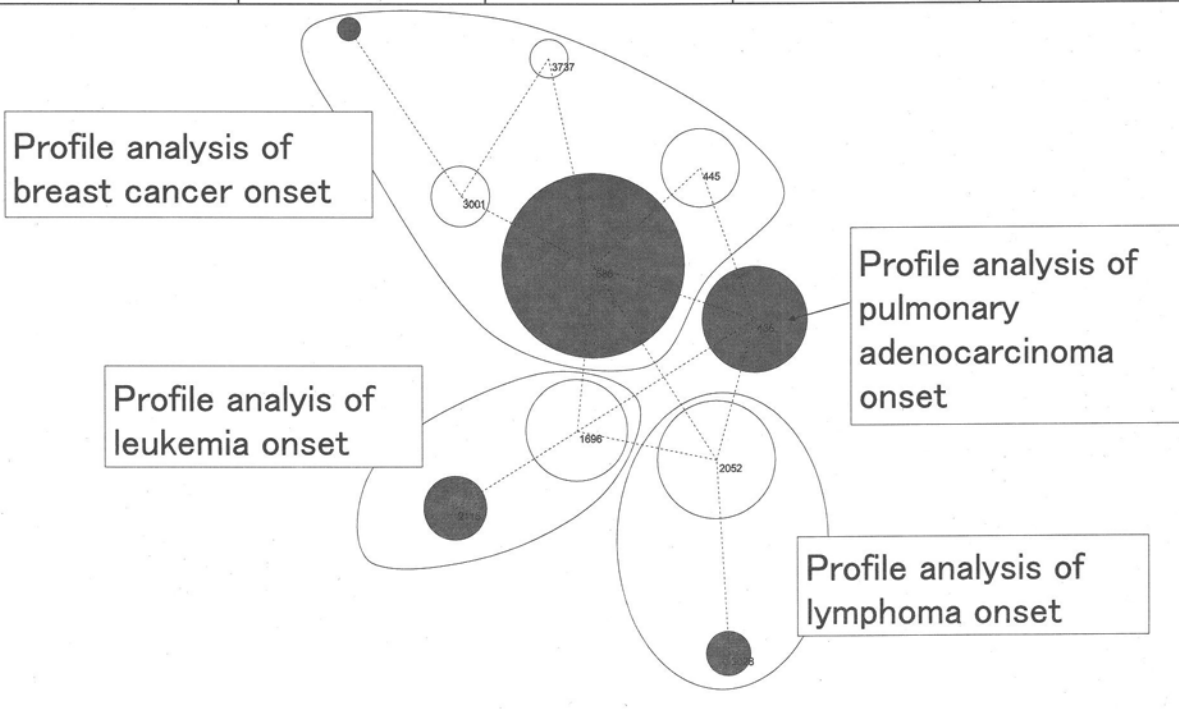 3737
Profile analysis of
breast cancer onset
445
3001
Profile analysis of
pulmonary
adenocarcinoma
onset
Profile analyis of
leukemia onset
1696
2052
Profile analysis of
lymphoma onset